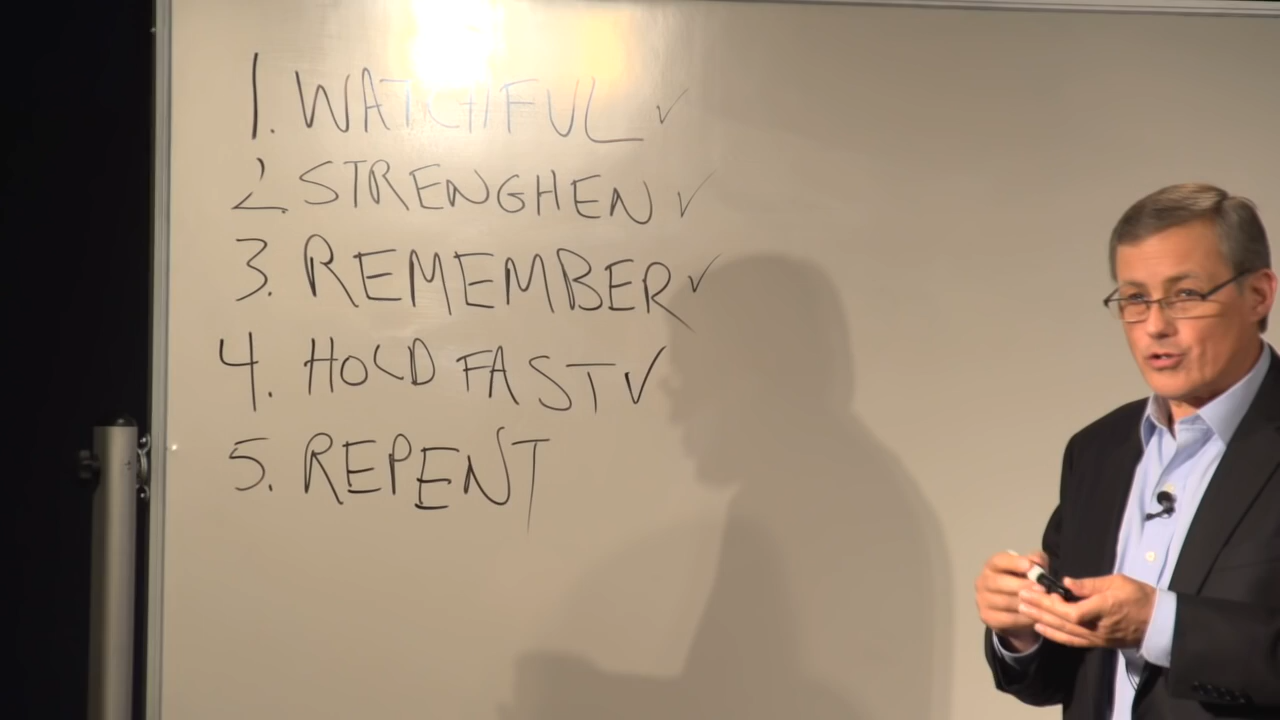 1. WATCHFUL ✓
2. STRENGHEN ✓
3. REMEMBER ✓
4. HOLD FAST ✓
5. REPENT